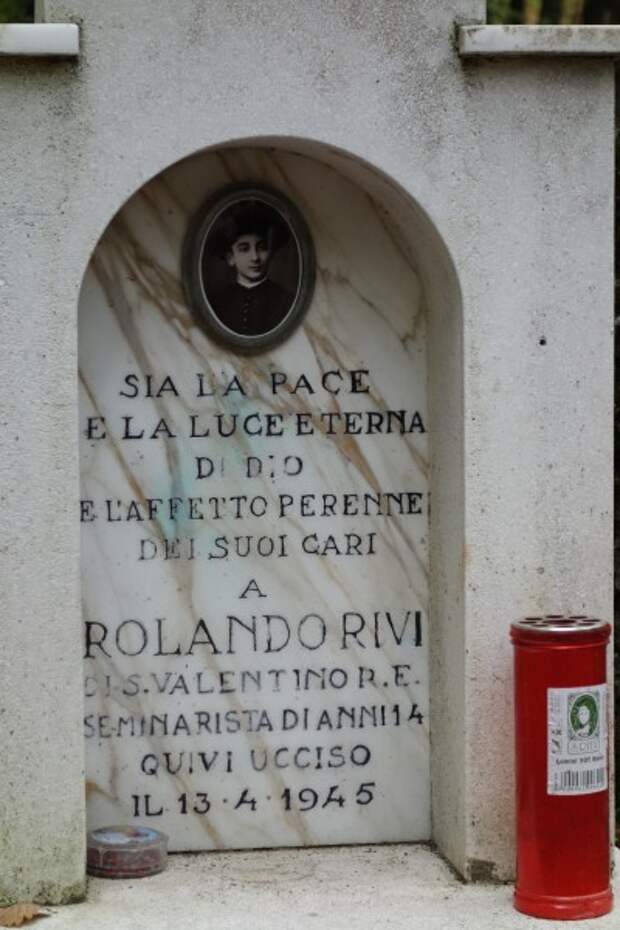 SIA LA PACE
E LA LUCE ETERNA
DI DIO
E L'AFFETTO PERENNE
DEI SUOI CARI
A
ROLANDO RIVI
DI S. VALENTINO R.E.
SEMINARISTA DI ANNI 14
QUIVI UCCISO
IL 13·4·1945